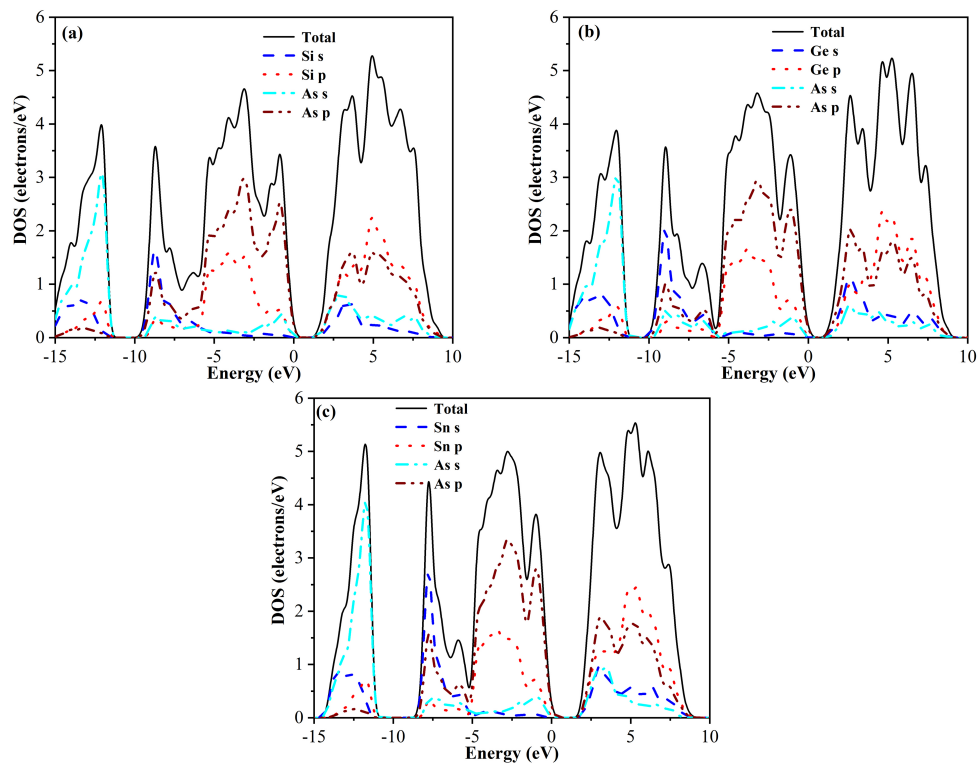 (a)
Total
Si s
Si p
As s
As p
6
5
4
3
2
1
0
DOS (electrons/eV)
-15 -10 -5 0 5 10
Energy (eV)
(b)
Total
Ge s
Ge p
As s
As p
6
5
4
3
2
1
0
DOS (electrons/eV)
-15 -10 -5 0 5 10
Energy (eV)
(c)
Total
Sn s
Sn p
As s
As p
6
5
4
3
2
1
0
DOS (electrons/eV)
-15 -10 -5 0 5 10
Energy (eV)